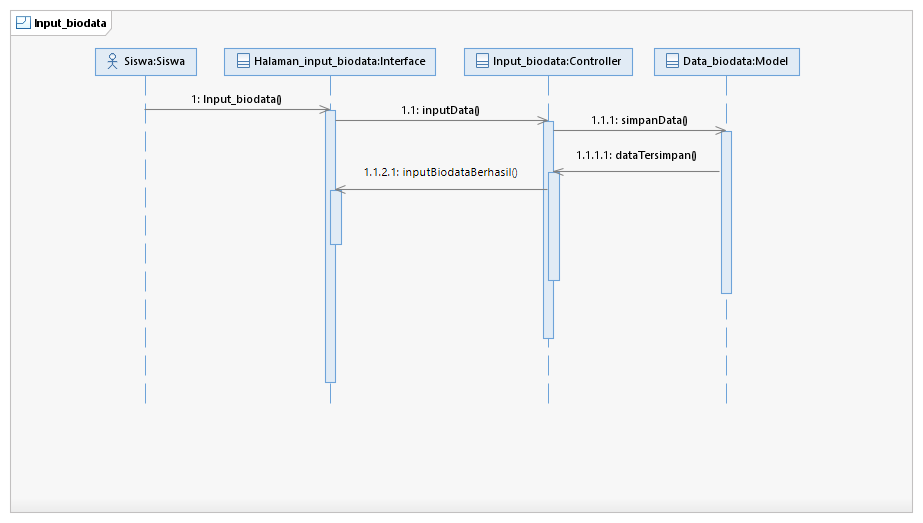 Input_biodata
Siswa:Siswa
Halaman_input_biodata:Interface
Input_biodata:Controller
Data_biodata:Model
1: Input_biodata()
1.1: inputData()
1.1.1: simpanData()
1.1.1.1: dataTersimpan()
1.1.2.1: inputBiodataBerhasil()